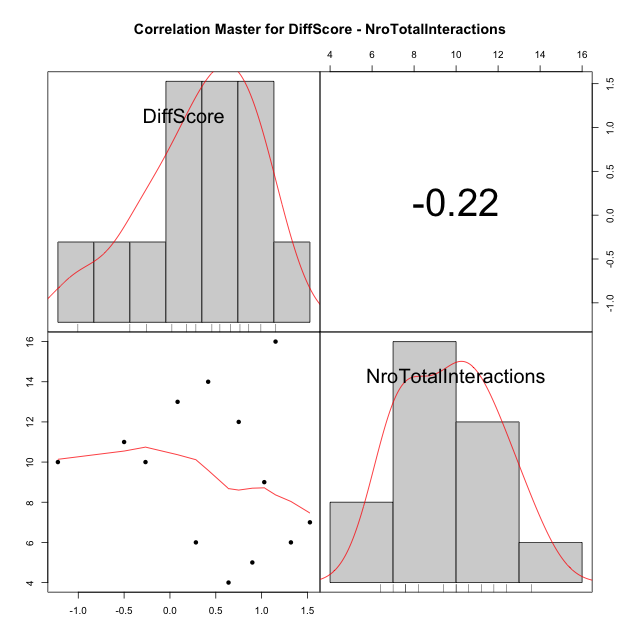 Correlation Master for DiffScore - NroTotalInteractions
4 6 8 10 12 14 16
DiffScore
-0.22
1.5
1.0
0.5
0.0
-0.5
-1.0
16
14
12
10
8
6
4
NroTotalInteractions
-1.0 -0.5 0.0 0.5 1.0 1.5